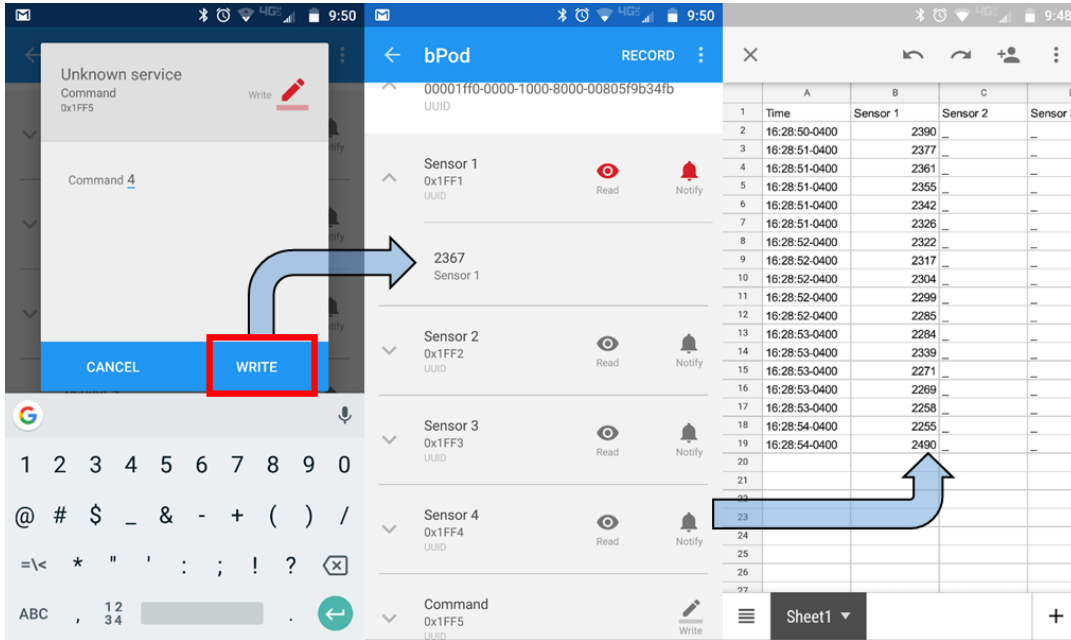 4G 9:50
Unknown service
Command
0x1FF5
Write
Command 4
CANCEL WRITE
G
1 2 3 4 5 6 7 8 9 0
@ # $ _ & - + ( ) /
=\< * " ' : ; ! ?
ABC , 12 34 .
4G 9:50
bPod RECORD
00001ff0-0000-1000-8000-00805f9b34fb
UUID
Sensor 1
0x1FF1
UUID
Read Notify
2367
Sensor 1
Sensor 2
0x1FF2
UUID
Read Notify
Sensor 3
0x1FF3
UUID
Read Notify
Sensor 4
0x1FF4
UUID
Read Notify
Command
0x1FF5
UUID
Write
4G 9:48
A B C
1 Time Sensor 1 Sensor 2 Sensor
2 16:28:50-0400 2390 _ _
3 16:28:51-0400 2377 _ _
4 16:28:51-0400 2361 _ _
5 16:28:51-0400 2355 _ _
6 16:28:51-0400 2342 _ _
7 16:28:51-0400 2326 _ _
8 16:28:52-0400 2322 _ _
9 16:28:52-0400 2317 _ _
10 16:28:52-0400 2304 _ _
11 16:28:52-0400 2299 _ _
12 16:28:52-0400 2285 _ _
13 16:28:53-0400 2284 _ _
14 16:28:53-0400 2339 _ _
15 16:28:53-0400 2271 _ _
16 16:28:53-0400 2269 _ _
17 16:28:53-0400 2258 _ _
18 16:28:54-0400 2255 _ _
19 16:28:54-0400 2490 _ _
20
21
22
23
24
25
26
27
Sheet1